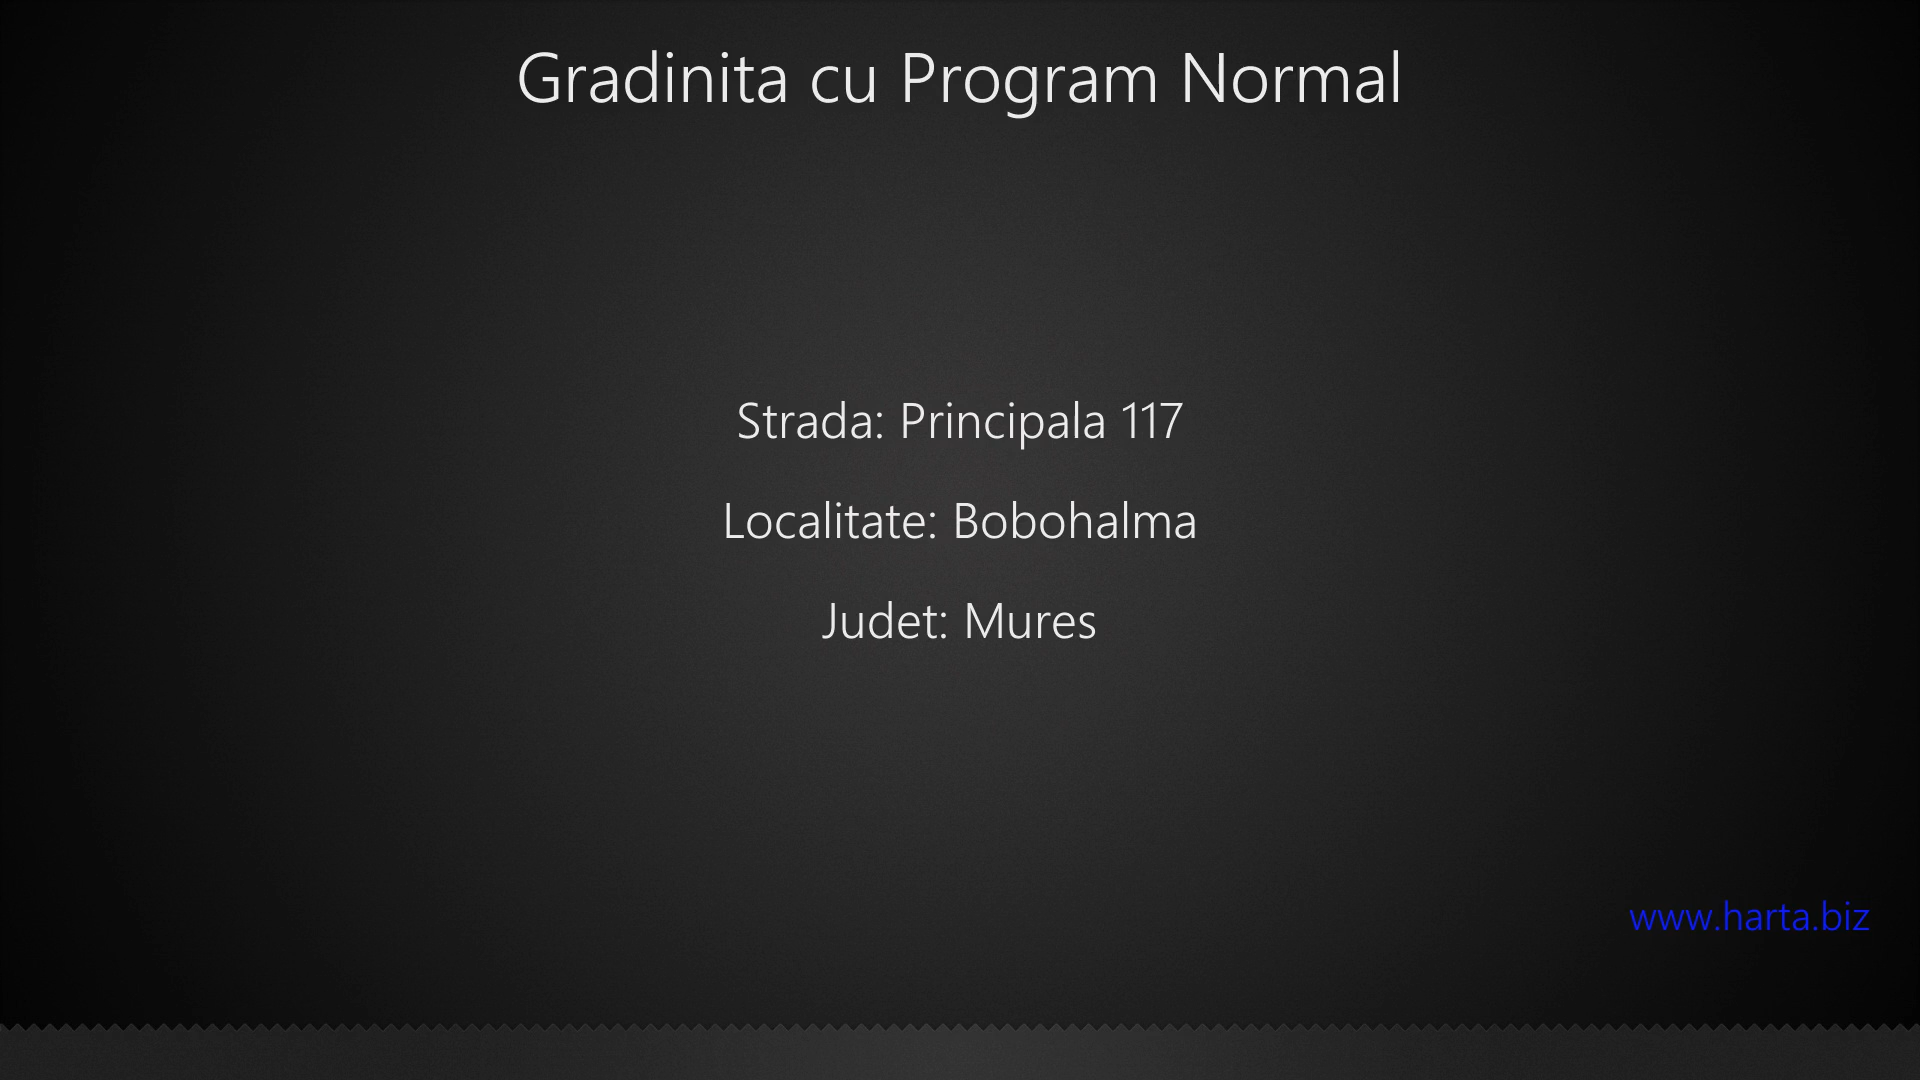 Gradinita cu Program Normal
Strada: Principala 117
Localitate: Bobohalma
Judet: Mures
www.harta.biz